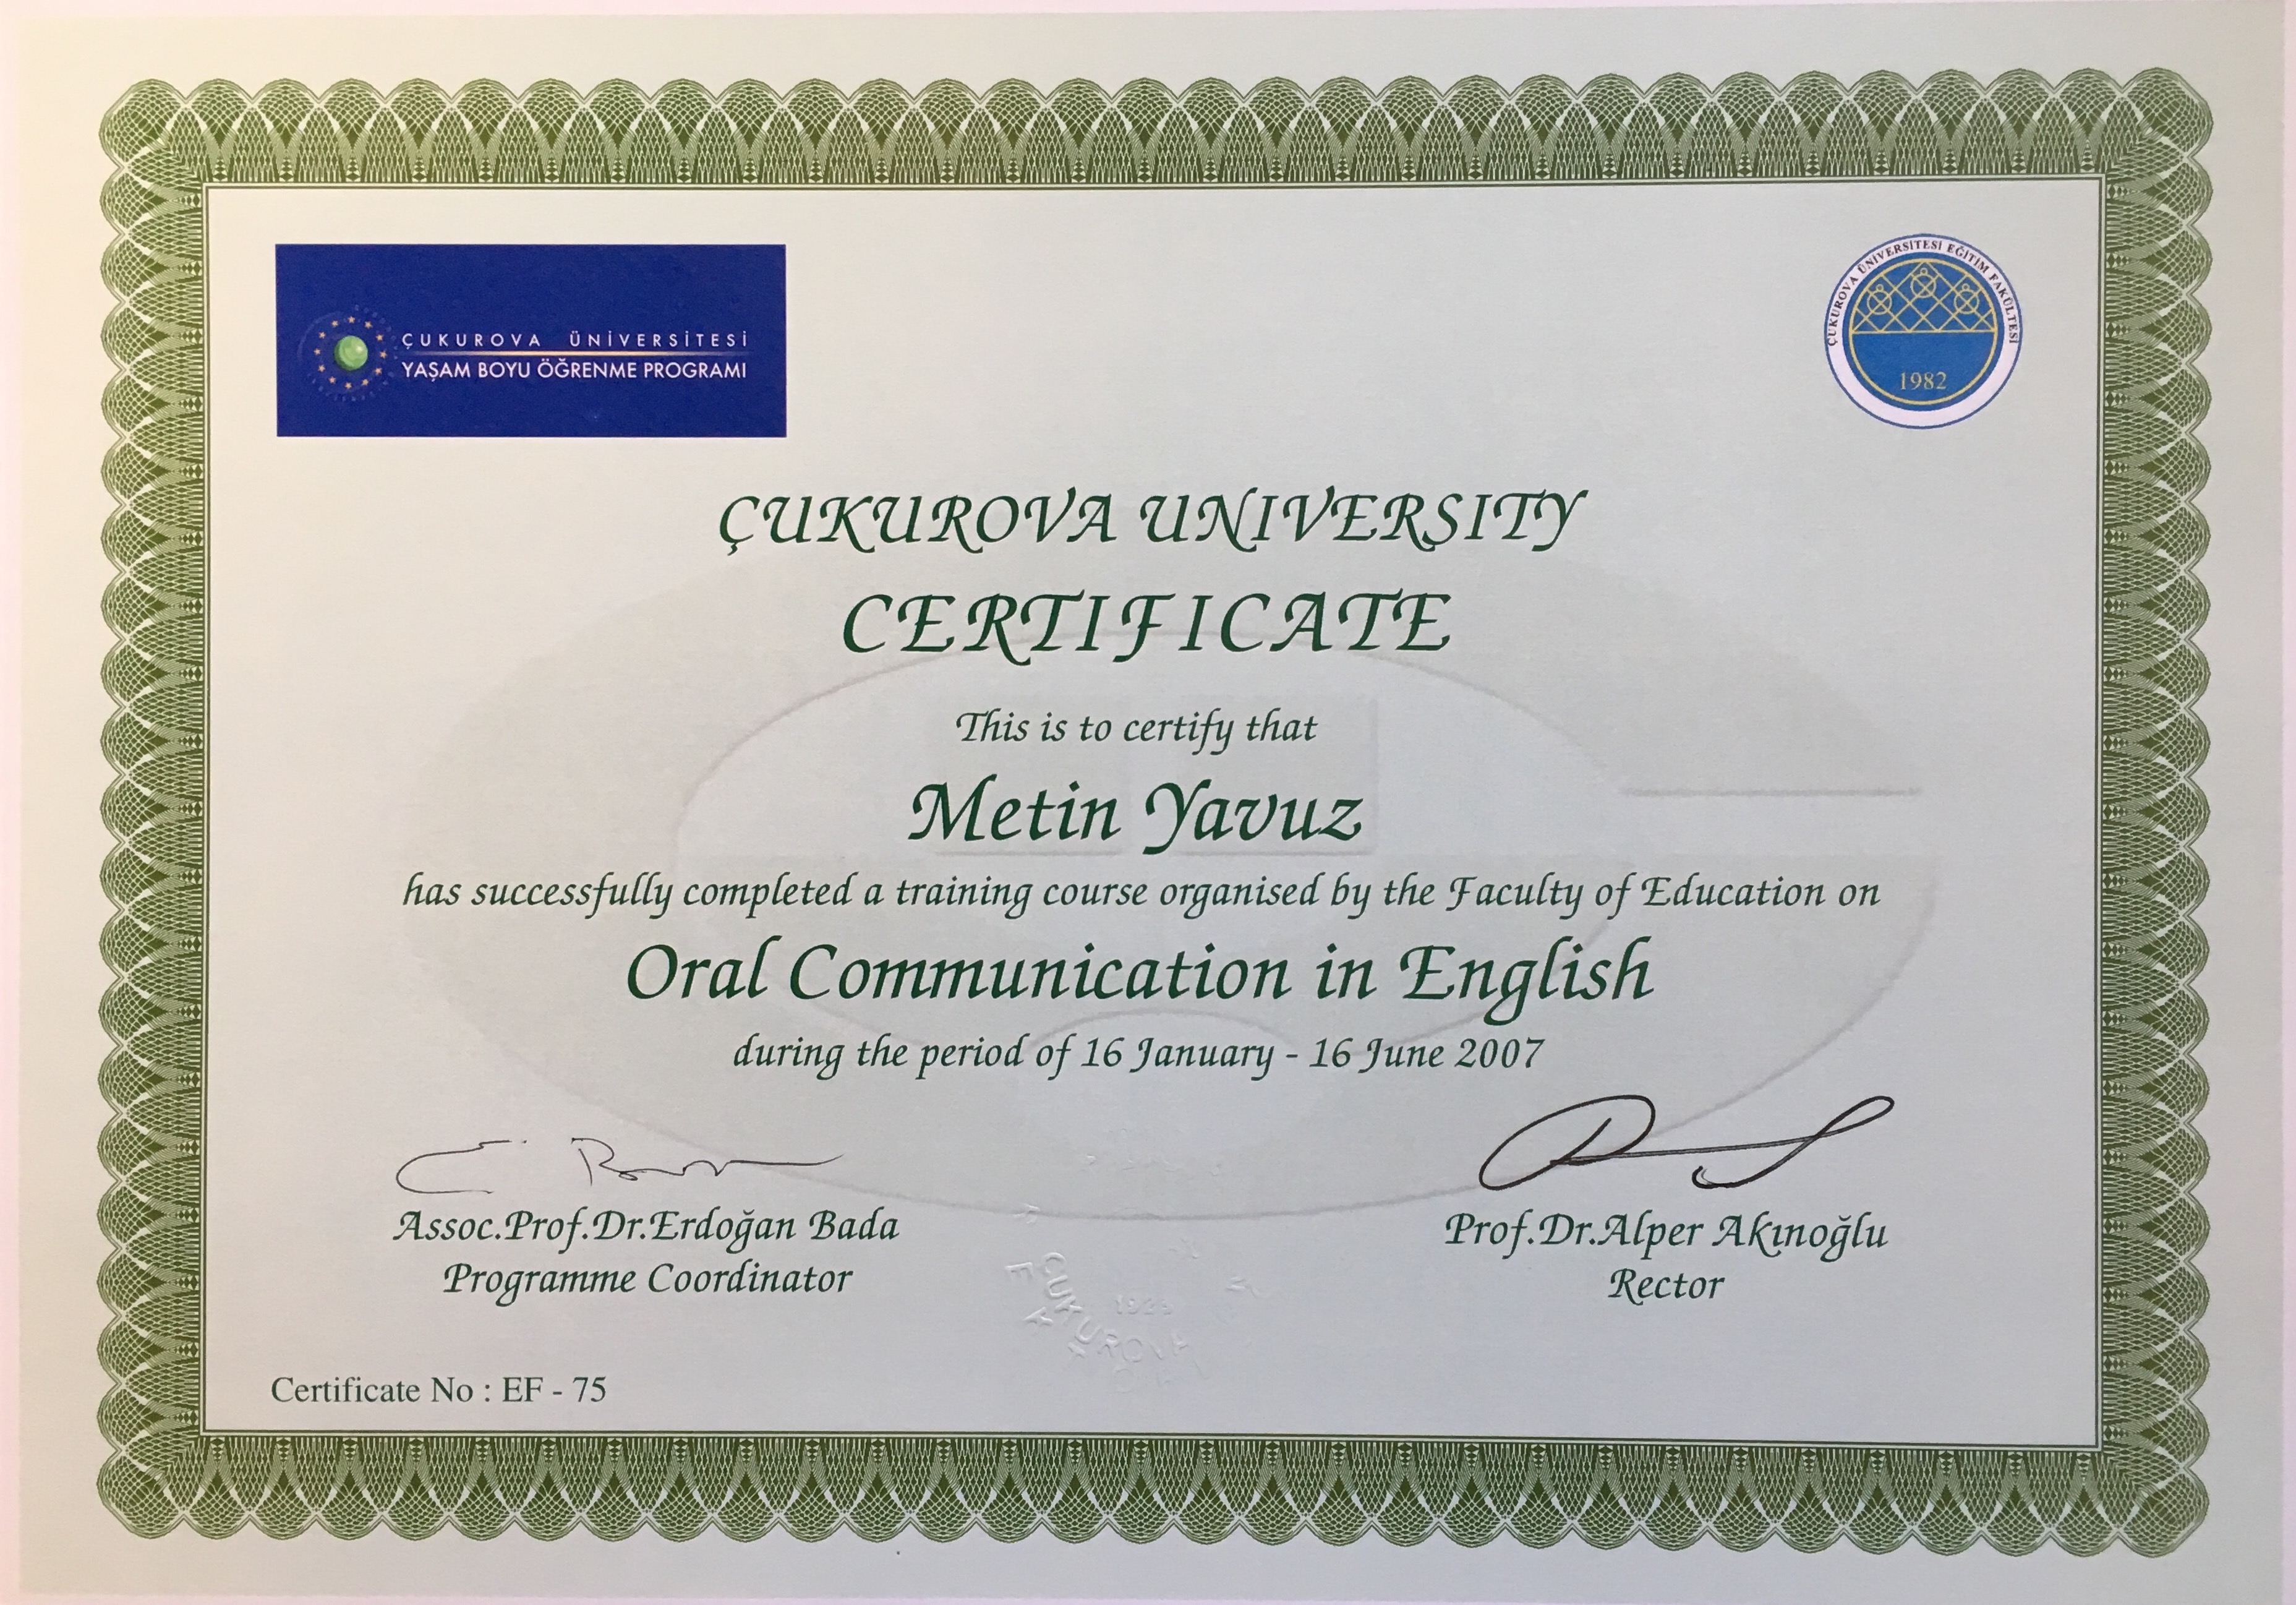 ÇUKUROVA ÜNİVERSİTESİ
YAŞAM BOYU ÖĞRENME PROGRAMI
ÇUKUROVA ÜNİVERSİTESİ EĞİTİM FAKÜLTESİ
1982
ÇUKUROVA UNIVERSITY
CERTIFICATE
This is to certify that
Metin Yavuz
has successfully completed a training course organised by the Faculty of Education on
Oral Communication in English
during the period of 16 January - 16 June 2007
Assoc.Prof.Dr.Erdoğan Bada
Programme Coordinator
Prof.Dr.Alper Akınoğlu
Rector
ÇUKUROVA
Certificate No : EF - 75